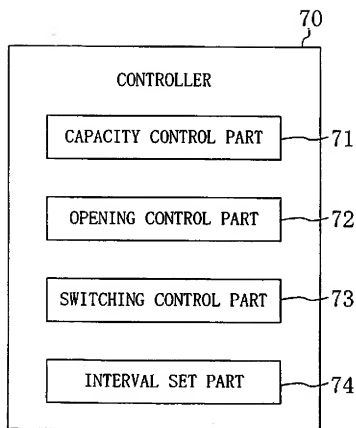 70
CONTROLLER
CAPACITY CONTROL PART 71
OPENING CONTROL PART 72
SWITCHING CONTROL PART 73
INTERVAL SET PART 74